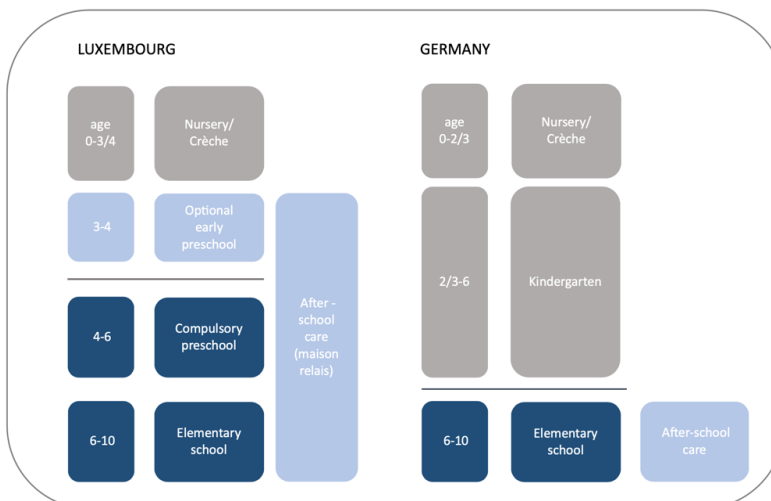 LUXEMBOURG
age
0-3/4
Nursery/
Crèche
3-4
Optional
early
preschool
4-6
Compulsory
preschool
6-10
Elementary
school
After -
school
care
(maison
relais)
GERMANY
age
0-2/3
Nursery/
Crèche
2/3-6
Kindergarten
6-10
Elementary
school
After-school
care